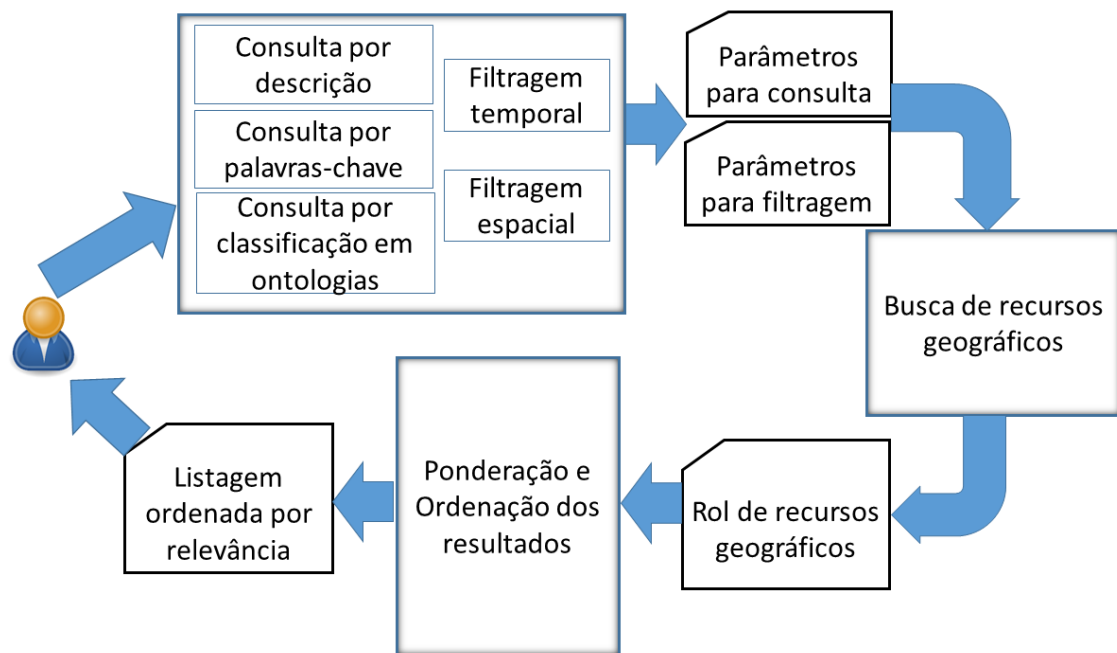 Consulta por
descrição
Consulta por
palavras-chave
Consulta por
classificação em
ontologias
Filtragem
temporal
Filtragem
espacial
Parâmetros
para consulta
Parâmetros
para filtragem
Busca de recursos
geográficos
Rol de recursos
geográficos
Ponderação e
Ordenação dos
resultados
Listagem
ordenada por
relevância